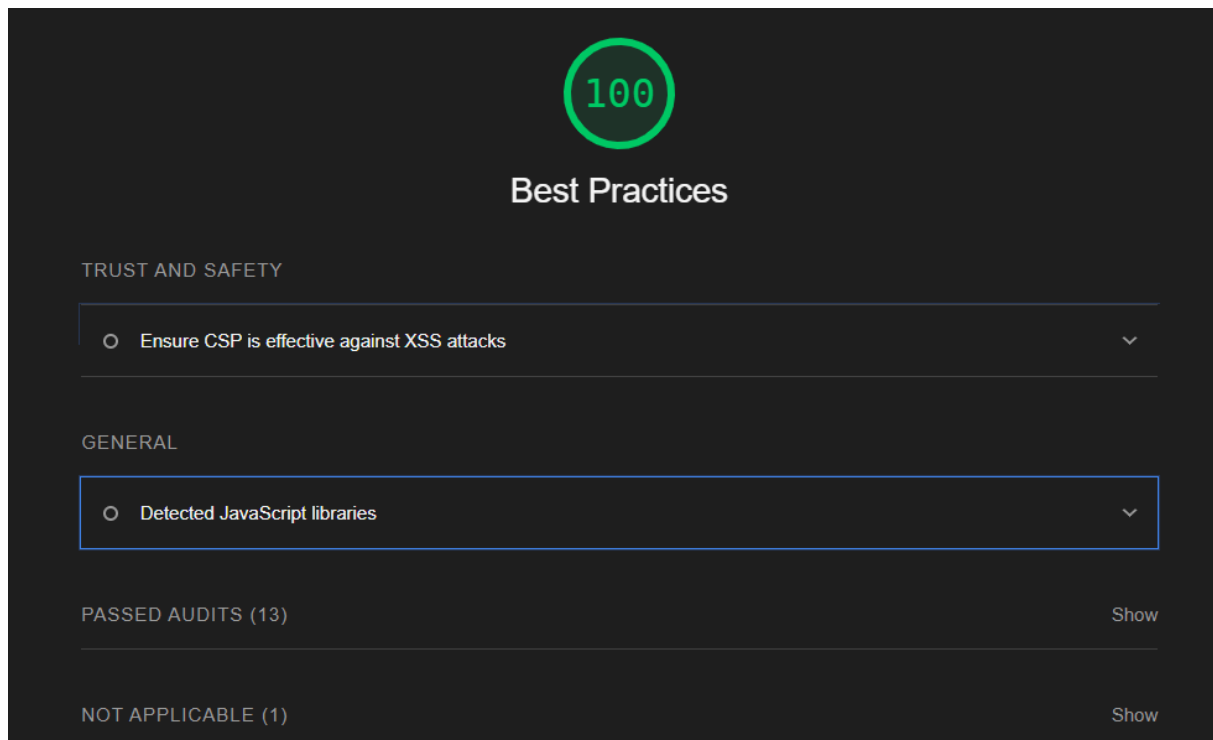 100
Best Practices
TRUST AND SAFETY
Ensure CSP is effective against XSS attacks
GENERAL
Detected JavaScript libraries
PASSED AUDITS (13) Show
NOT APPLICABLE (1) Show